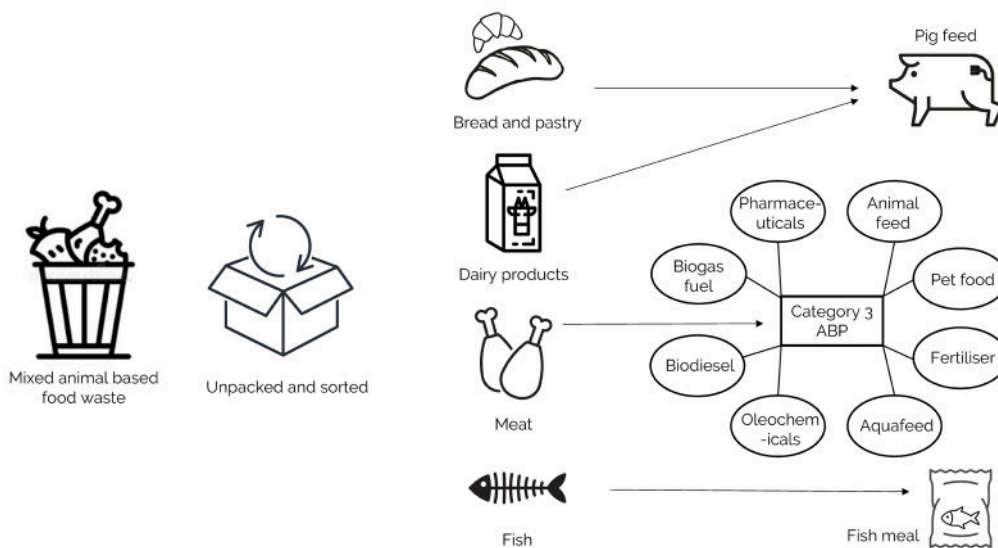 Mixed animal based
food waste
Unpacked and sorted
Bread and pastry
Dairy products
Meat
Fish
Pig feed
Pharmace-
uticals
Animal
feed
Biogas
fuel
Pet food
Category 3
ABP
Biodiesel
Fertiliser
Oleochem
-icals
Aquafeed
Fish meal